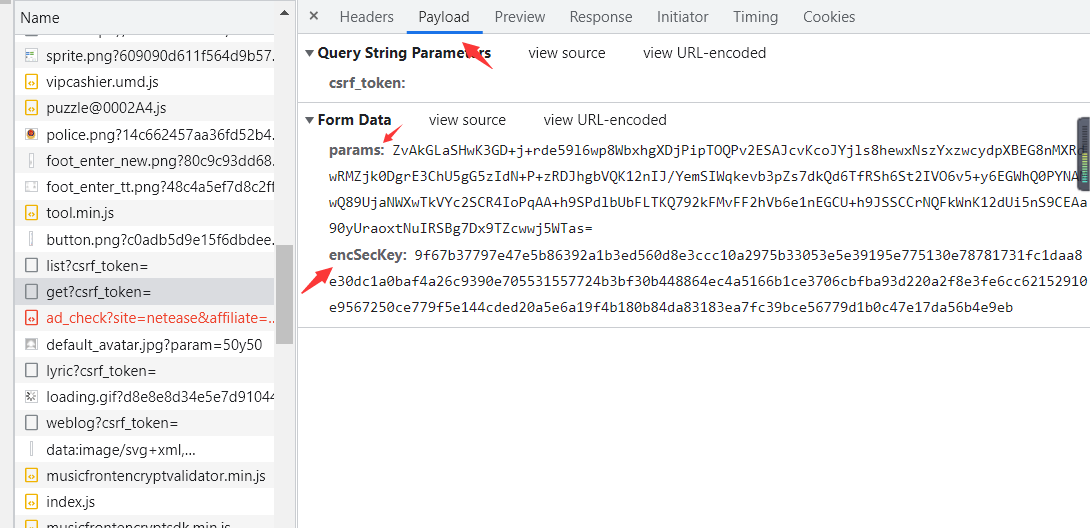 Name
sprite.png?609090d611f564d9b57.
vipcashier.umd.js
puzzle@0002A4.js
police.png?14c662457aa36fd52b4.
foot_enter_new.png?80c9c93dd68.
foot_enter_tt.png?48c4a5ef7d8c2ff
tool.min.js
button.png?c0adb5d9e15f6dbdee.
list?csrf_token=
get?csrf_token=
ad_check?site=netease&affiliate=..
default_avatar.jpg?param=50y50
lyric?csrf_token=
loading.gif?d8e8e8d34e5e7d91044
weblog?csrf_token=
data:image/svg+xml,...
musicfrontencryptvalidator.min.js
index.js
musicfrontencryptsdk.min.js
× Headers Payload Preview Response Initiator Timing Cookies
Query String Parameters view source view URL-encoded
csrf_token:
Form Data view source view URL-encoded
params: ZvAkGLaSHwK3GD+j+rde59l6wp8WbxhgXDjPipTOQPv2ESAJcvKcoJYjls8hewxNszYxzwcydpXBEG8nMXRd
wRMZjk0DgrE3ChU5gG5zIdN+P+zRDJhgbVQK12nIJ/YemSIWqkevb3pZs7dkQd6TfRSh6St2IVO6v5+y6EGWhQ0PYNA
wQ89UjaNWXwTkVYc2SCR4IoPqAA+h9SPdlbUbFLTKQ792kFMvFF2hVb6e1nEGCU+h9JSSCCrNQFkWnK12dUi5nS9CEAa
90yUraoxtNuIRSBg7Dx9TZcwwj5WTas=
encSecKey: 9f67b37797e47e5b86392a1b3ed560d8e3ccc10a2975b33053e5e39195e775130e78781731fc1daa8
e30dc1a0baf4a26c9390e705531557724b3bf30b448864ec4a5166b1ce3706cbfba93d220a2f8e3fe6cc62152910
e9567250ce779f5e144cded20a5e6a19f4b180b84da83183ea7fc39bce56779d1b0c47e17da56b4e9eb